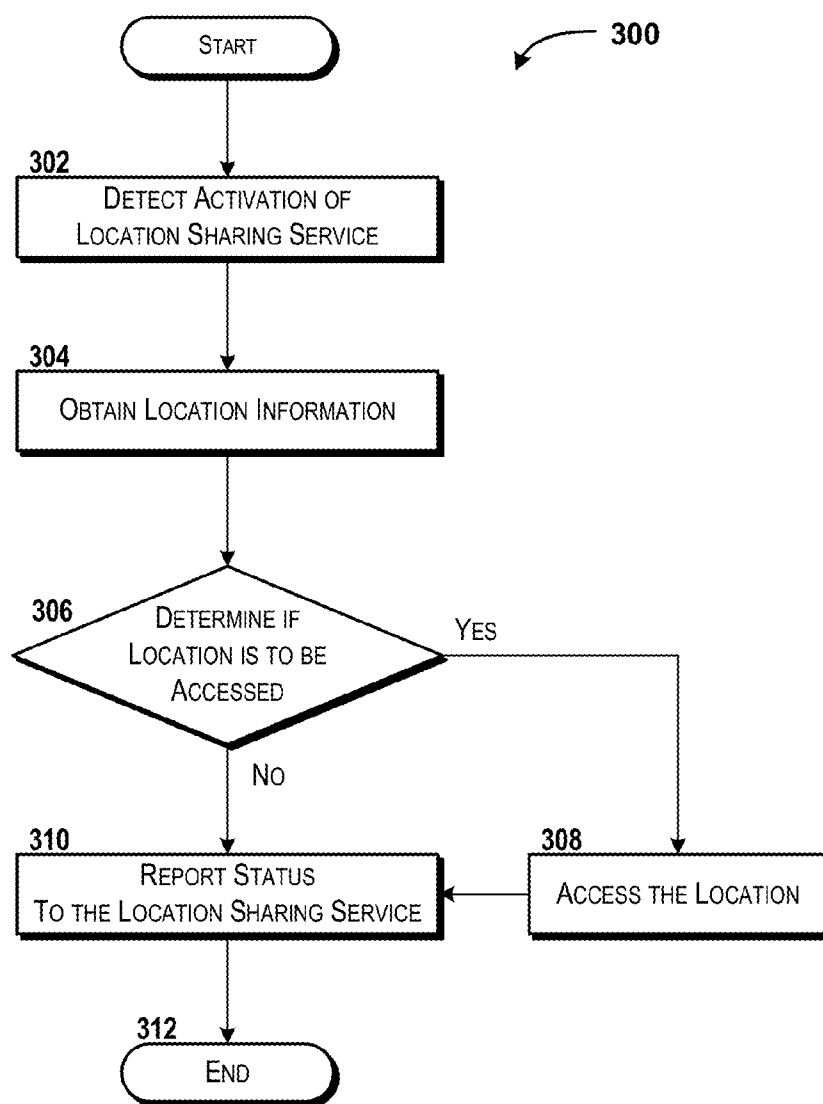 START
300
302
DETECT ACTIVATION OF
LOCATION SHARING SERVICE
304
OBTAIN LOCATION INFORMATION
306
DETERMINE IF
LOCATION IS TO BE
ACCESSED
YES
NO
310
REPORT STATUS
TO THE LOCATION SHARING SERVICE
308
ACCESS THE LOCATION
312
END